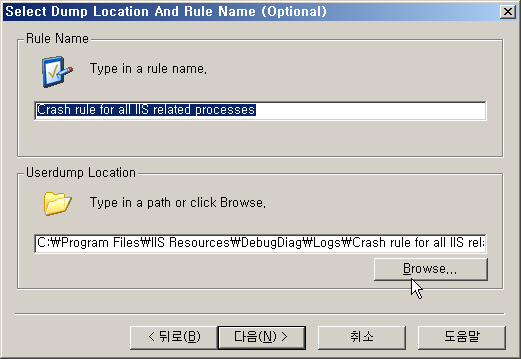 Select Dump Location And Rule Name (Optional)
Rule Name
Type in a rule name,
Crash rule for all IIS related processes
Userdump Location
Type in a path or click Browse,
C:₩Program Files₩IIS Resources₩DebugDiag₩Logs₩Crash rule for all IIS rel
Browse,,,
< 뒤로(B) 다음(N) > 취소 도움말